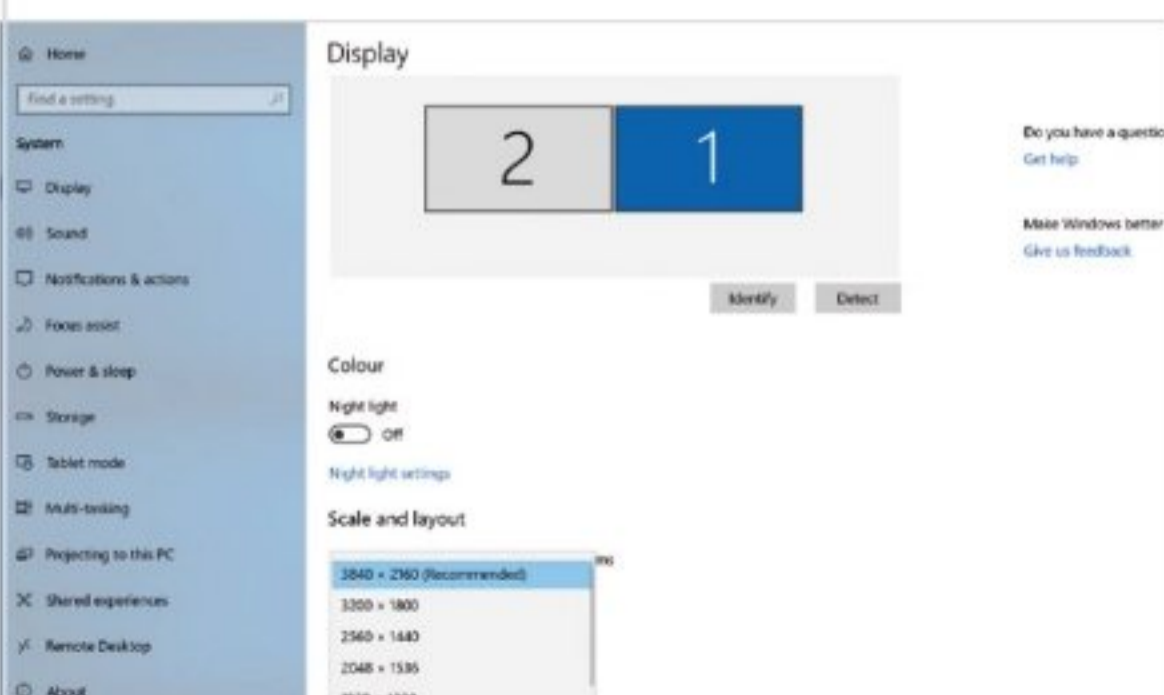 Home
Find a setting
System
Display
Sound
Notifications & actions
Focus assist
Power & sleep
Storage
Tablet mode
Multi-tasking
Projecting to this PC
Shared experiences
Remote Desktop
About
Display
2
1
Identify
Detect
Colour
Night light
Off
Night light settings
Scale and layout
ms
3840 × 2160 (Recommended)
3200 × 1800
2560 × 1440
2048 × 1536
Do you have a questio
Get help
Make Windows better
Give us feedback